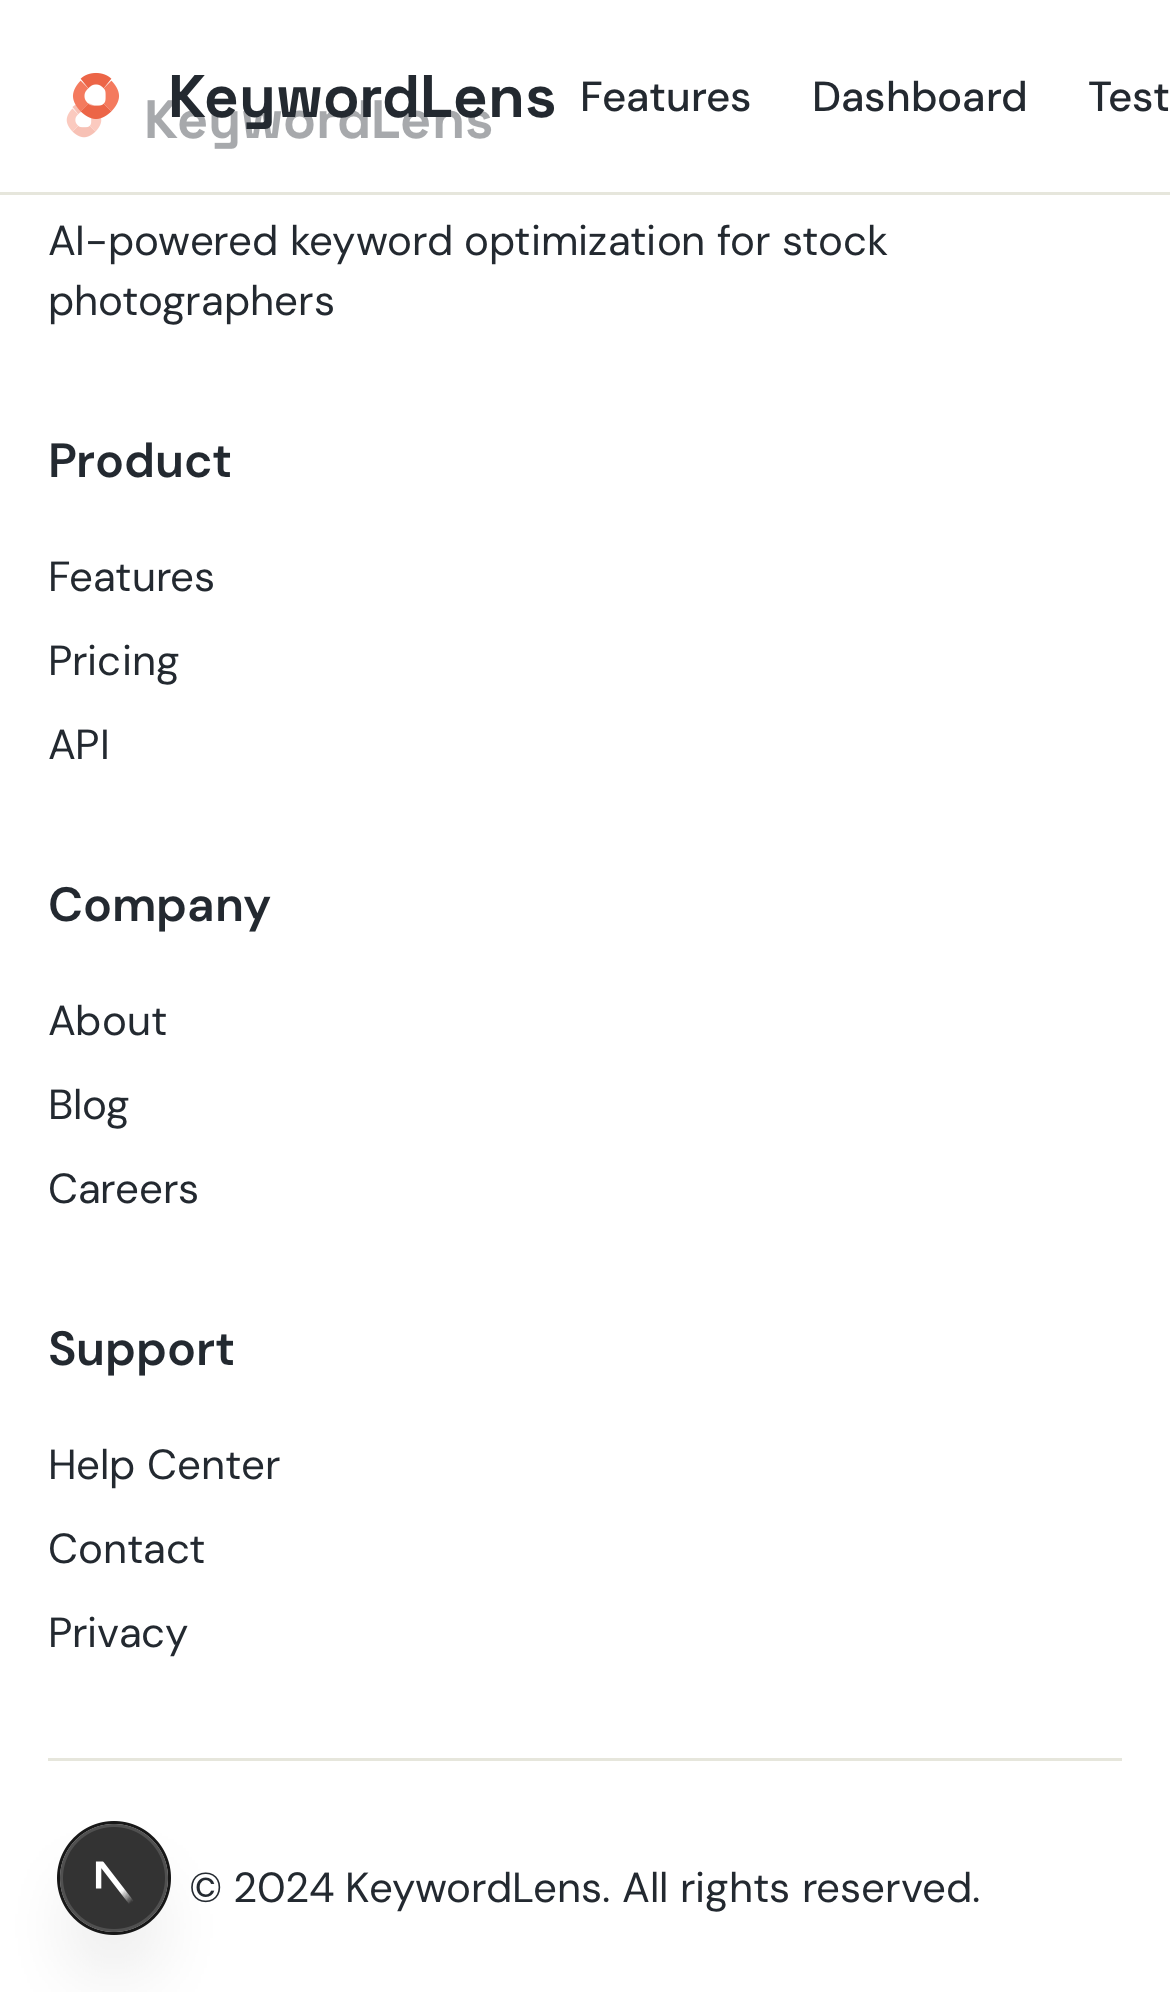 KeywordLens Features Dashboard Test
KeywordLens
AI-powered keyword optimization for stock
photographers
Product
Features
Pricing
API
Company
About
Blog
Careers
Support
Help Center
Contact
Privacy
N
© 2024 KeywordLens. All rights reserved.